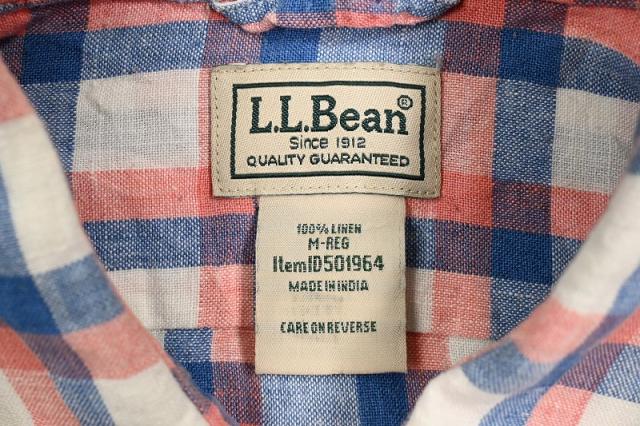 L.L.Bean®
Since 1912
QUALITY GUARANTEED
100% LINEN
M-REG
ItemID501964
MADE IN INDIA
CARE ON REVERSE